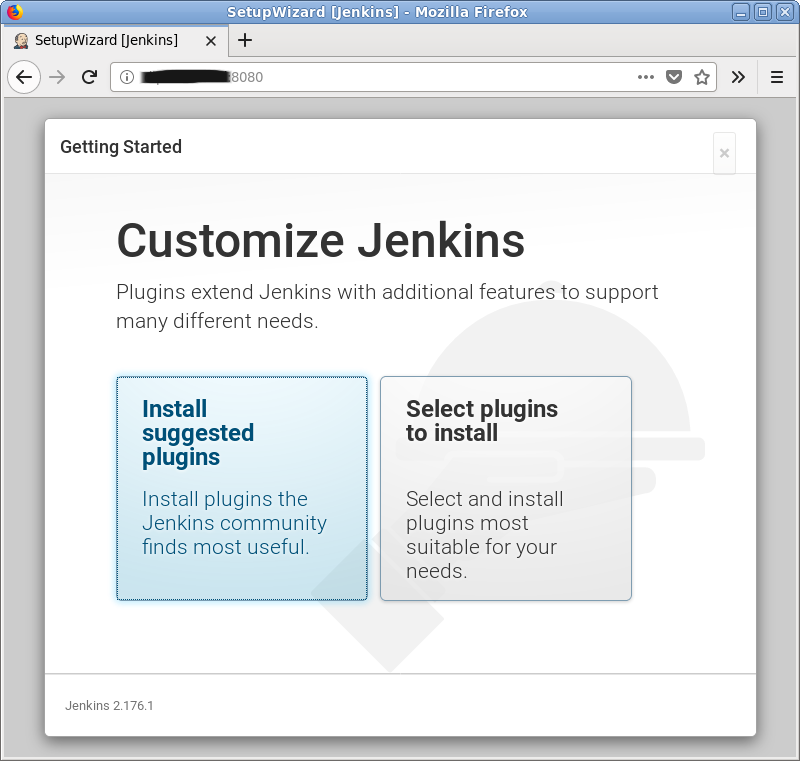 SetupWizard [Jenkins] - Mozilla Firefox
SetupWizard [Jenkins]
:8080
Getting Started
Customize Jenkins
Plugins extend Jenkins with additional features to support
many different needs.
Install
suggested
plugins
Install plugins the
Jenkins community
finds most useful.
Select plugins
to install
Select and install
plugins most
suitable for your
needs.
Jenkins 2.176.1